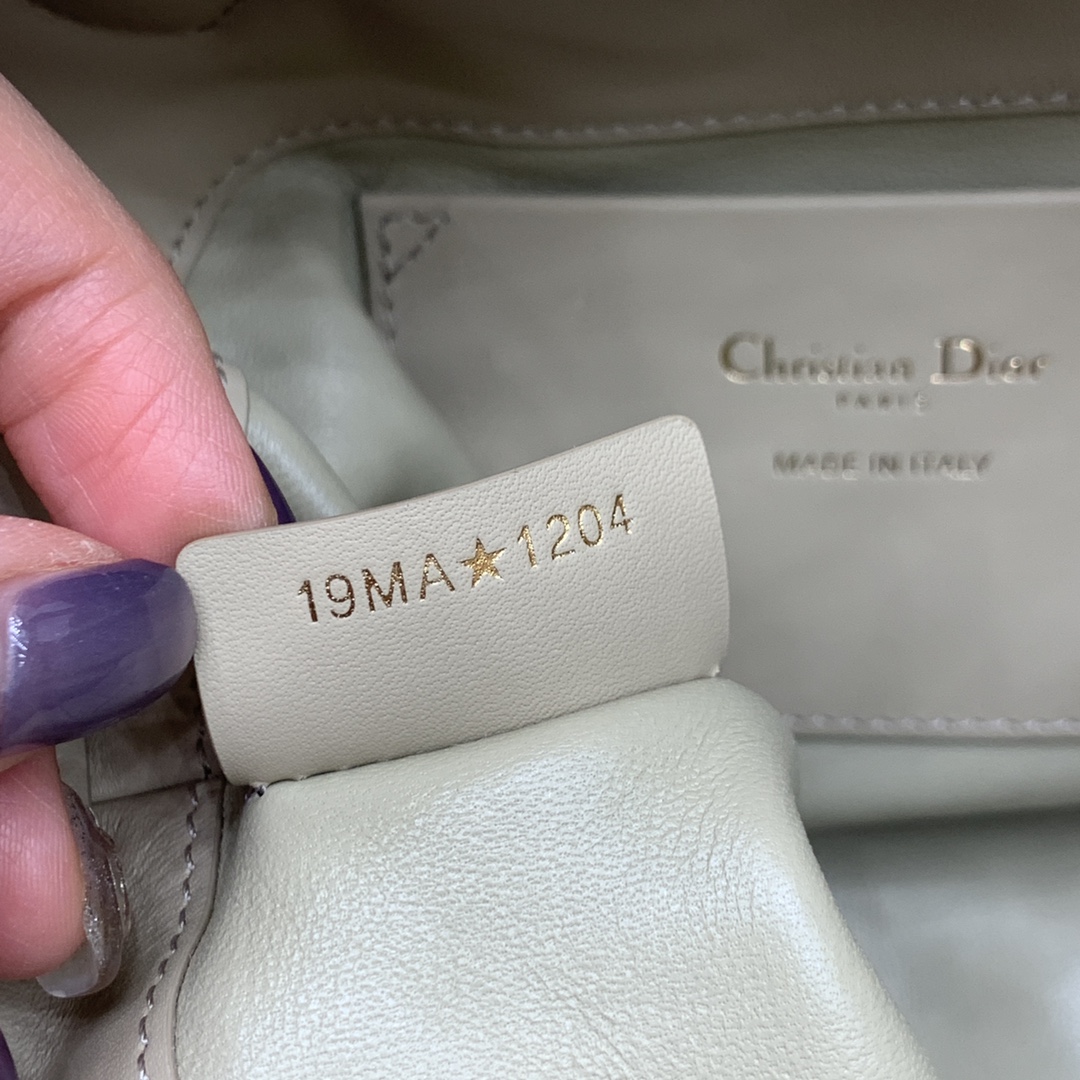 Christian Dior
PARIS
MADE IN ITALY
19MA★1204